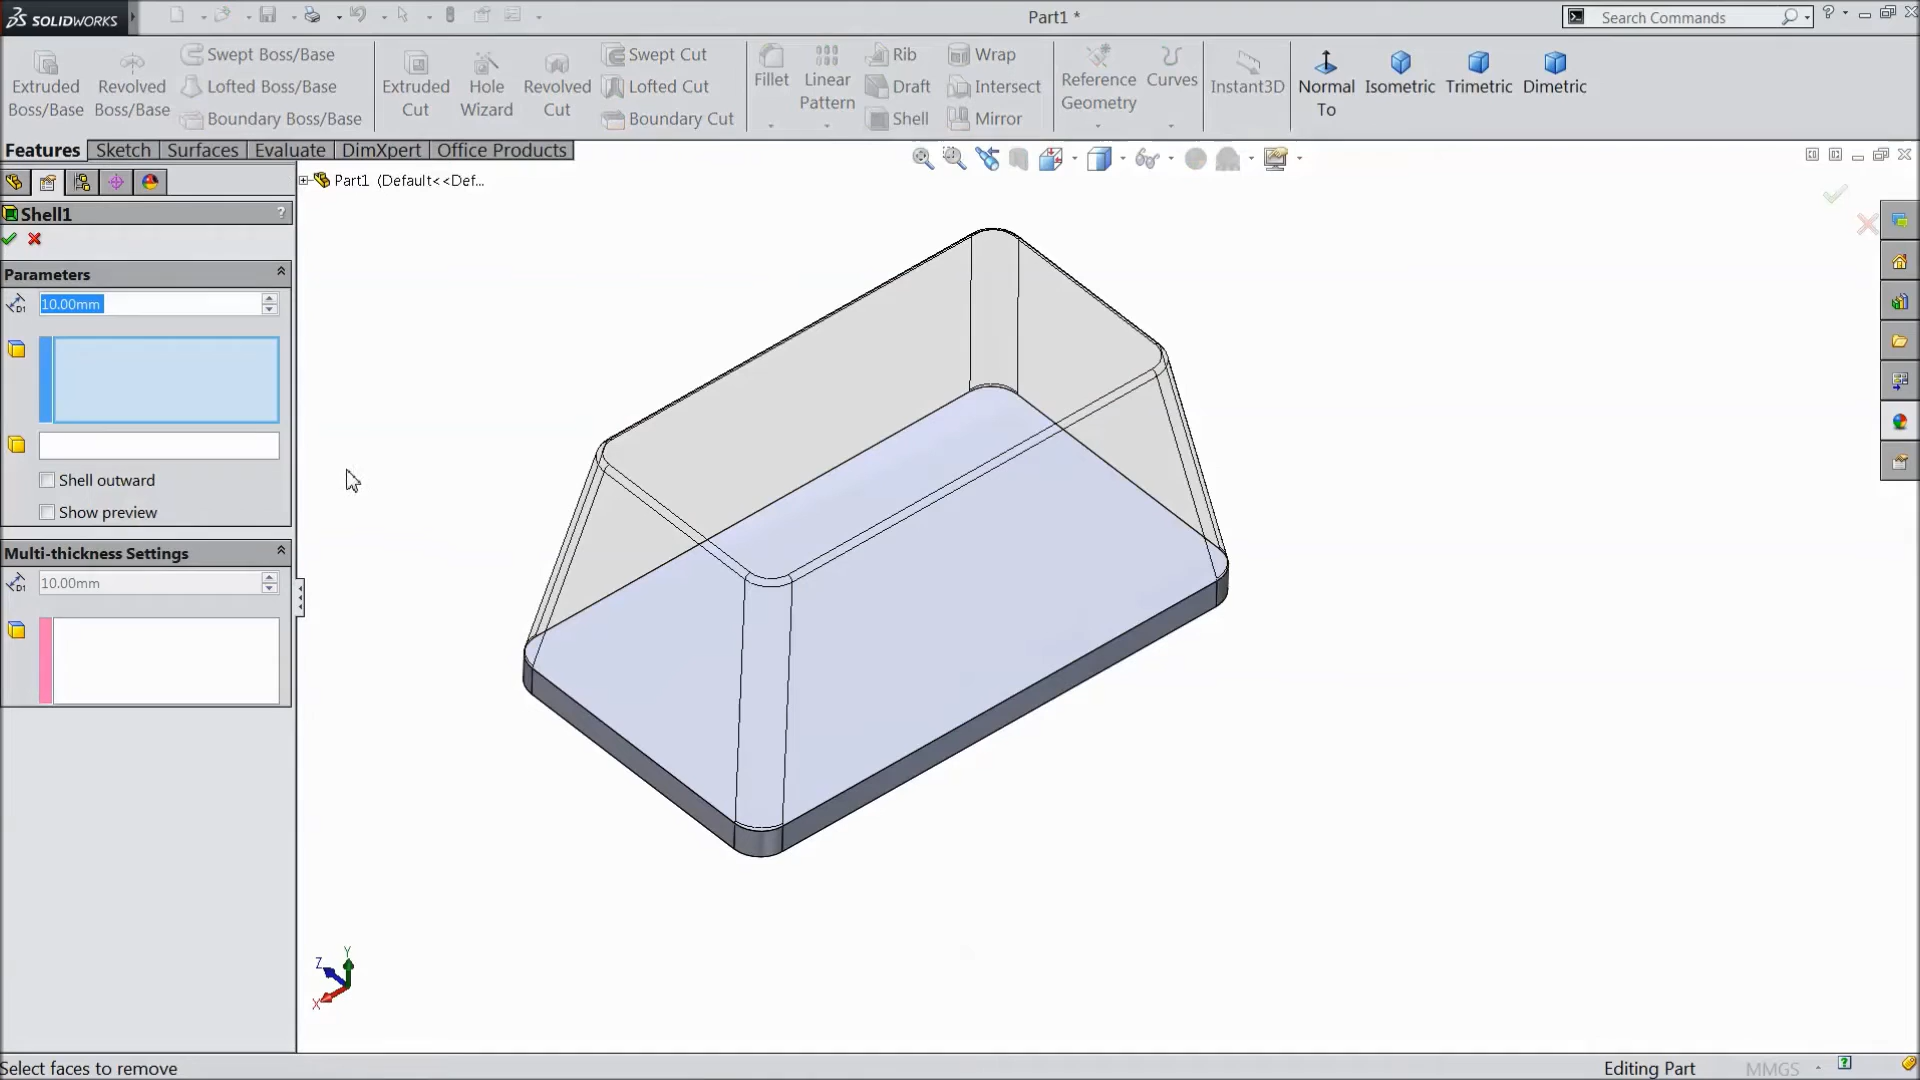 SOLIDWORKS
Part1 *
Search Commands
?
Extruded Boss/Base
Revolved Boss/Base
Swept Boss/Base
Lofted Boss/Base
Boundary Boss/Base
Extruded Cut
Hole Wizard
Revolved Cut
Swept Cut
Lofted Cut
Boundary Cut
Fillet
Linear Pattern
Rib
Draft
Shell
Wrap
Intersect
Mirror
Reference Geometry
Curves
Instant3D
Normal To
Isometric
Trimetric
Dimetric
Features
Sketch
Surfaces
Evaluate
DimXpert
Office Products
Part1 (Default<<Def...
Shell1
?
Parameters
D1
10.00mm
Shell outward
Show preview
Multi-thickness Settings
D1
10.00mm
Y
Z
X
Select faces to remove
Editing Part
MMGS
?